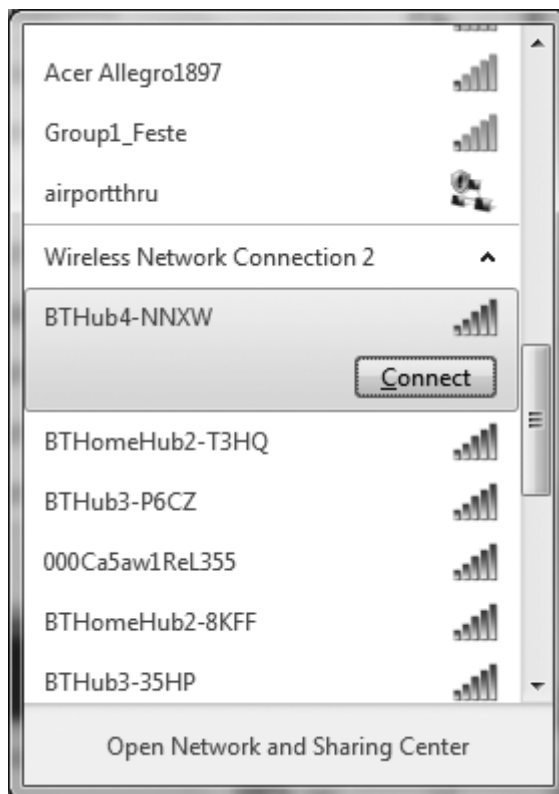 Acer Allegro1897
Group1_Feste
airportthru
Wireless Network Connection 2
BTHub4-NNXW
Connect
BTHomeHub2-T3HQ
BTHub3-P6CZ
000Ca5aw1ReL355
BTHomeHub2-8KFF
BTHub3-35HP
Open Network and Sharing Center